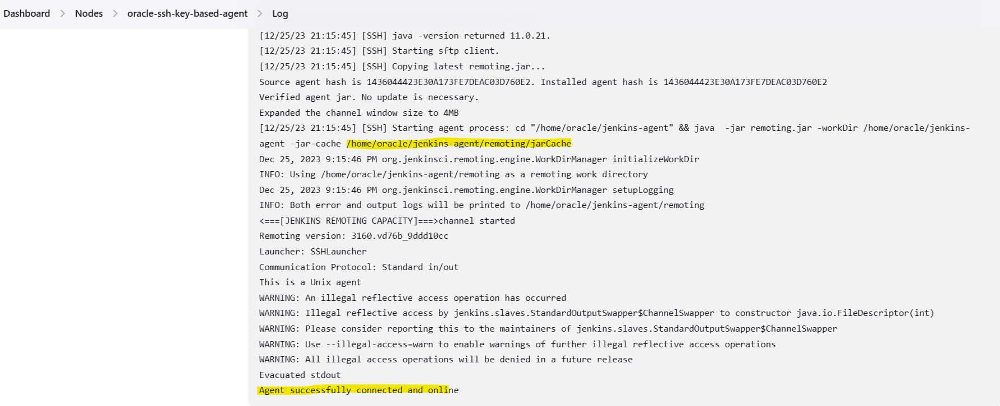 Dashboard > Nodes > oracle-ssh-key-based-agent > Log
[12/25/23 21:15:45] [SSH] java -version returned 11.0.21.
[12/25/23 21:15:45] [SSH] Starting sftp client.
[12/25/23 21:15:45] [SSH] Copying latest remoting.jar...
Source agent hash is 1436044423E30A173FE7DEAC03D760E2. Installed agent hash is 1436044423E30A173FE7DEAC03D760E2
Verified agent jar. No update is necessary.
Expanded the channel window size to 4MB
[12/25/23 21:15:45] [SSH] Starting agent process: cd "/home/oracle/jenkins-agent" && java  -jar remoting.jar -workDir /home/oracle/jenkins-
agent -jar-cache /home/oracle/jenkins-agent/remoting/jarCache
Dec 25, 2023 9:15:46 PM org.jenkinsci.remoting.engine.WorkDirManager initializeWorkDir
INFO: Using /home/oracle/jenkins-agent/remoting as a remoting work directory
Dec 25, 2023 9:15:46 PM org.jenkinsci.remoting.engine.WorkDirManager setupLogging
INFO: Both error and output logs will be printed to /home/oracle/jenkins-agent/remoting
<===[JENKINS REMOTING CAPACITY]===>channel started
Remoting version: 3160.vd76b_9ddd10cc
Launcher: SSHLauncher
Communication Protocol: Standard in/out
This is a Unix agent
WARNING: An illegal reflective access operation has occurred
WARNING: Illegal reflective access by jenkins.slaves.StandardOutputSwapper$ChannelSwapper to constructor java.io.FileDescriptor(int)
WARNING: Please consider reporting this to the maintainers of jenkins.slaves.StandardOutputSwapper$ChannelSwapper
WARNING: Use --illegal-access=warn to enable warnings of further illegal reflective access operations
WARNING: All illegal access operations will be denied in a future release
Evacuated stdout
Agent successfully connected and online